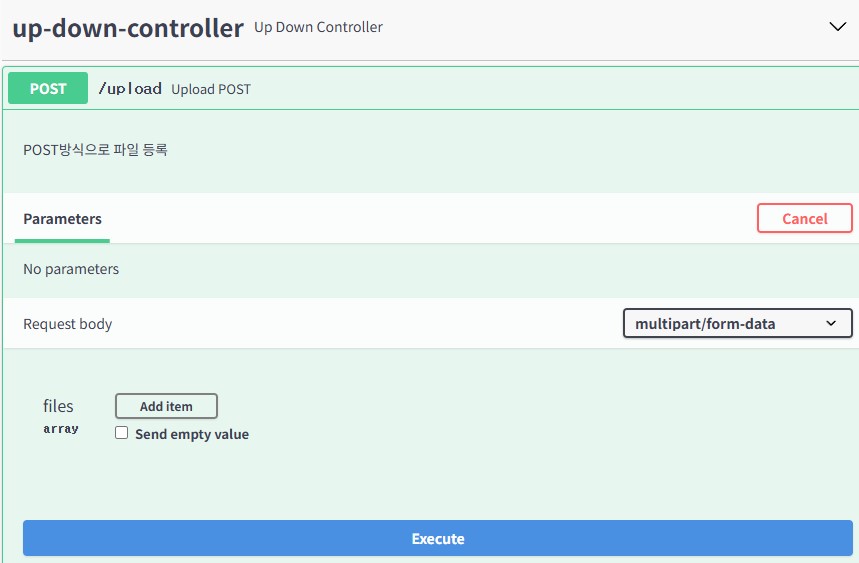 up-down-controller Up Down Controller
POST /upload Upload POST
POST방식으로 파일 등록
Parameters Cancel
No parameters
Request body multipart/form-data
files Add item
array Send empty value
Execute